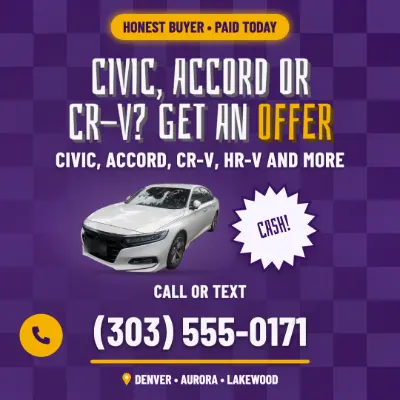 HONEST BUYER • PAID TODAY
CIVIC, ACCORD OR
CR–V? GET AN OFFER
CIVIC, ACCORD, CR-V, HR-V AND MORE
CASH!
CALL OR TEXT
(303) 555-0171
DENVER • AURORA • LAKEWOOD